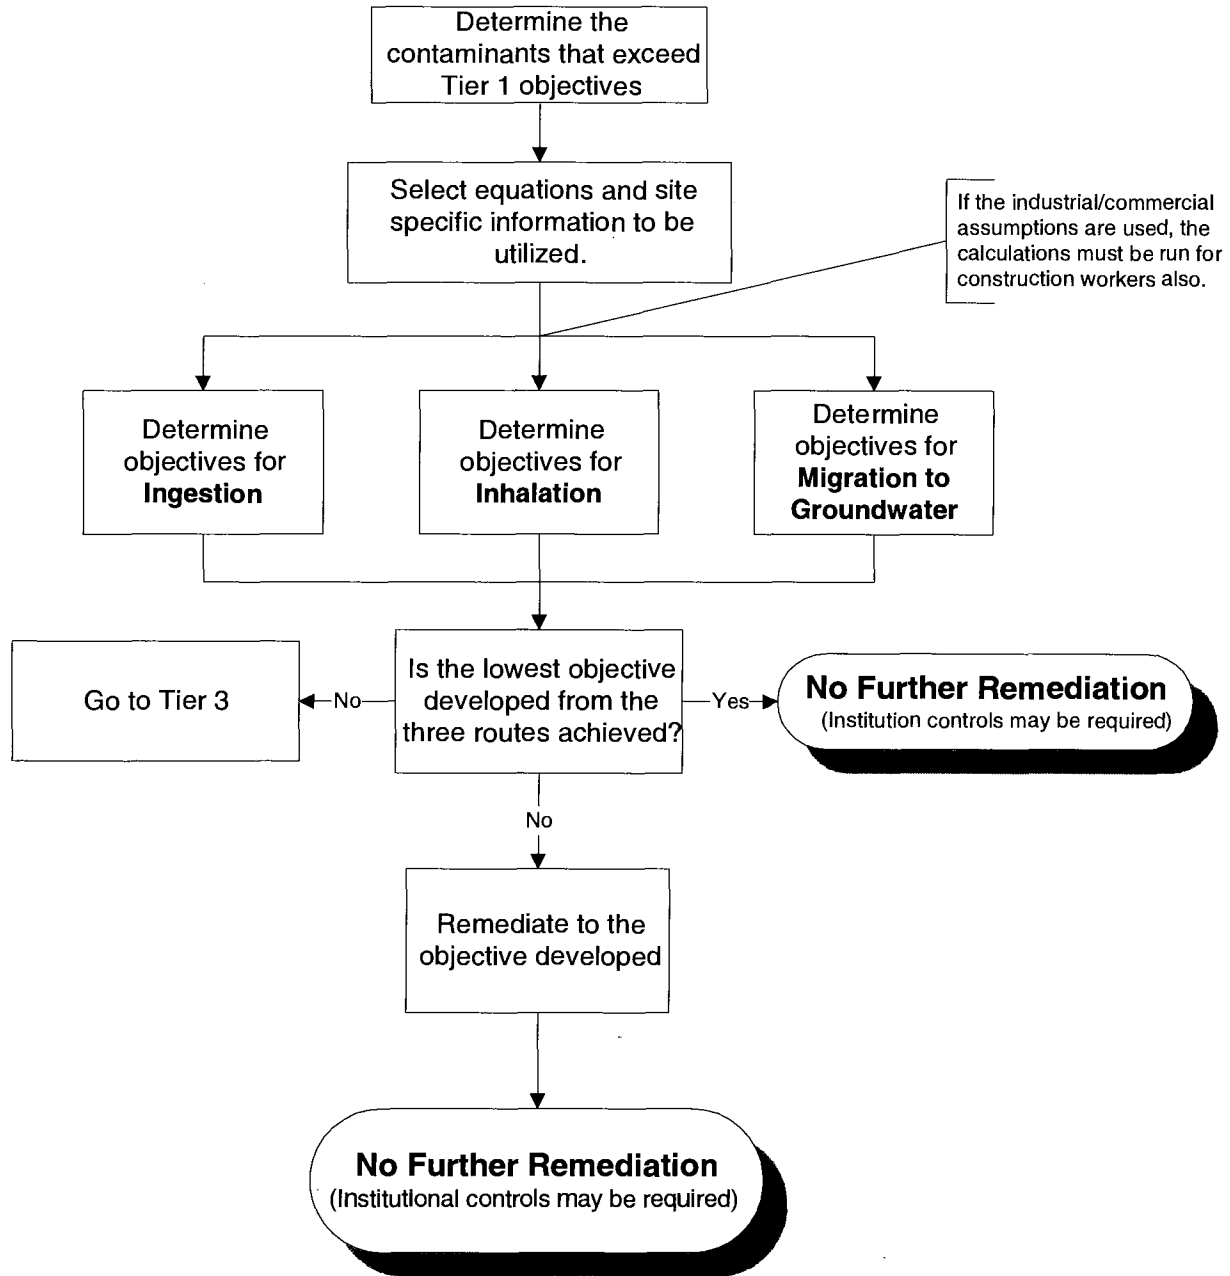 Determine the
contaminants that exceed
Tier 1 objectives
Select equations and site
specific information to be
utilized.
If the industrial/commercial
assumptions are used, the
calculations must be run for
construction workers also.
Determine
objectives for
Ingestion
Determine
objectives for
Inhalation
Determine
objectives for
Migration to
Groundwater
Go to Tier 3
No
Is the lowest objective
developed from the
three routes achieved?
Yes
No Further Remediation
(Institution controls may be required)
No
Remediate to the
objective developed
No Further Remediation
(Institutional controls may be required)